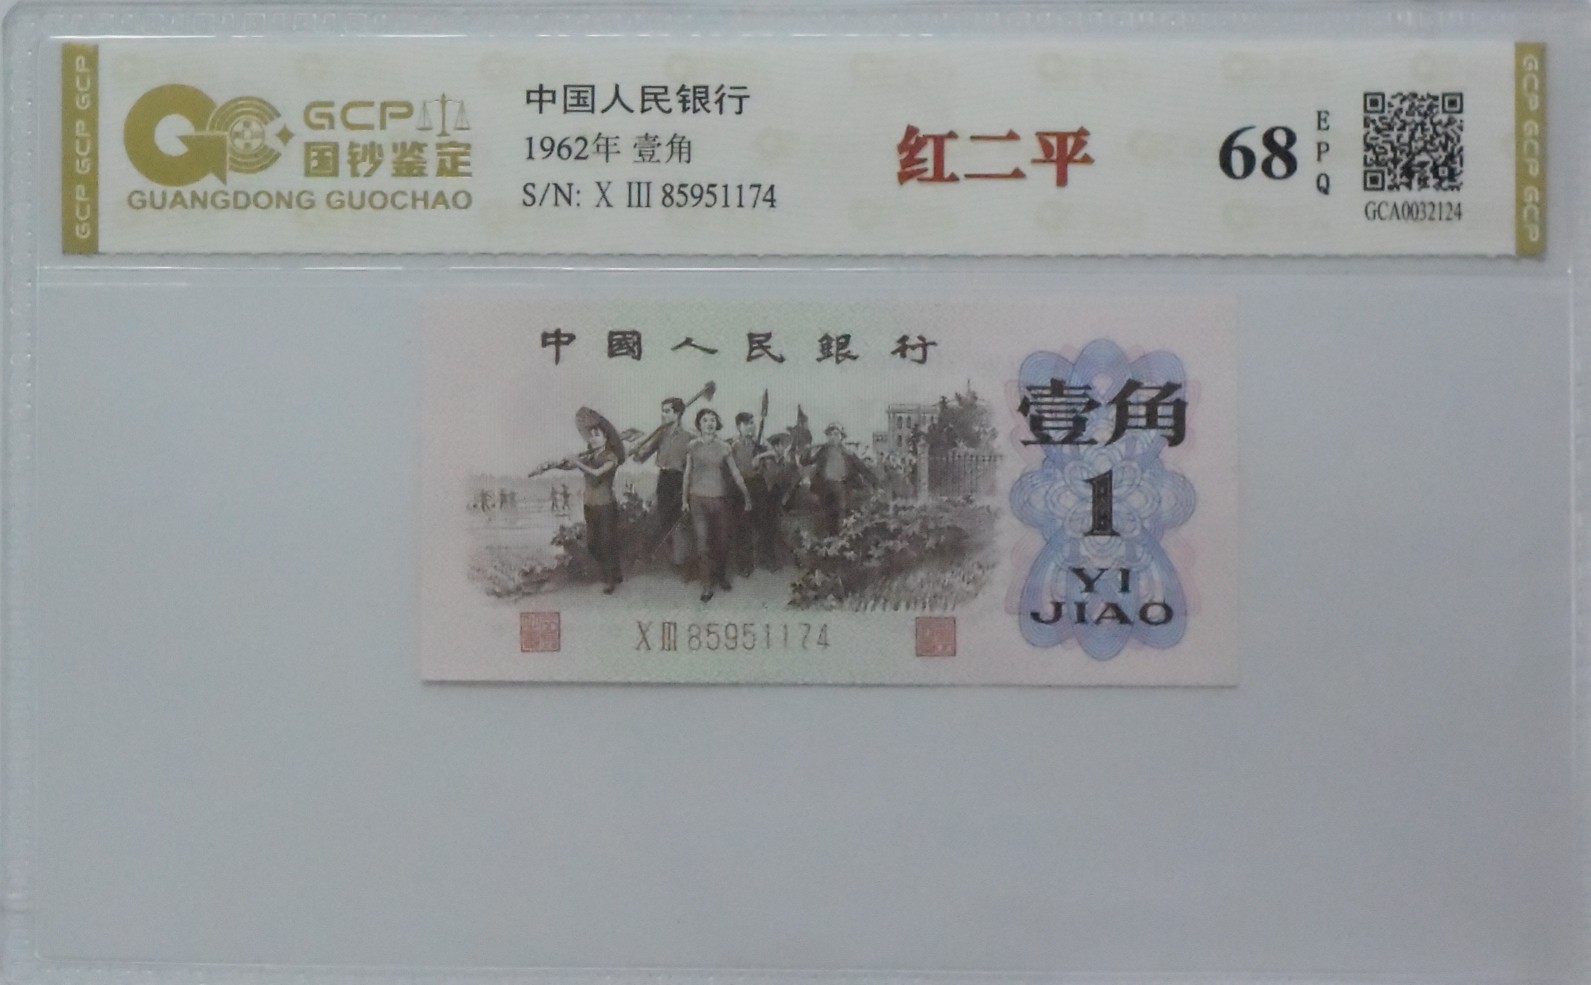 GCP GCP GCP
GCP
国钞鉴定
GUANGDONG GUOCHAO
中国人民银行
1962年 壹角
S/N: X III 85951174
红二平
68
EPQ
GCA0032124
GCP GCP GCP
中國人民銀行
壹角
1
YI
JIAO
X III 85951174